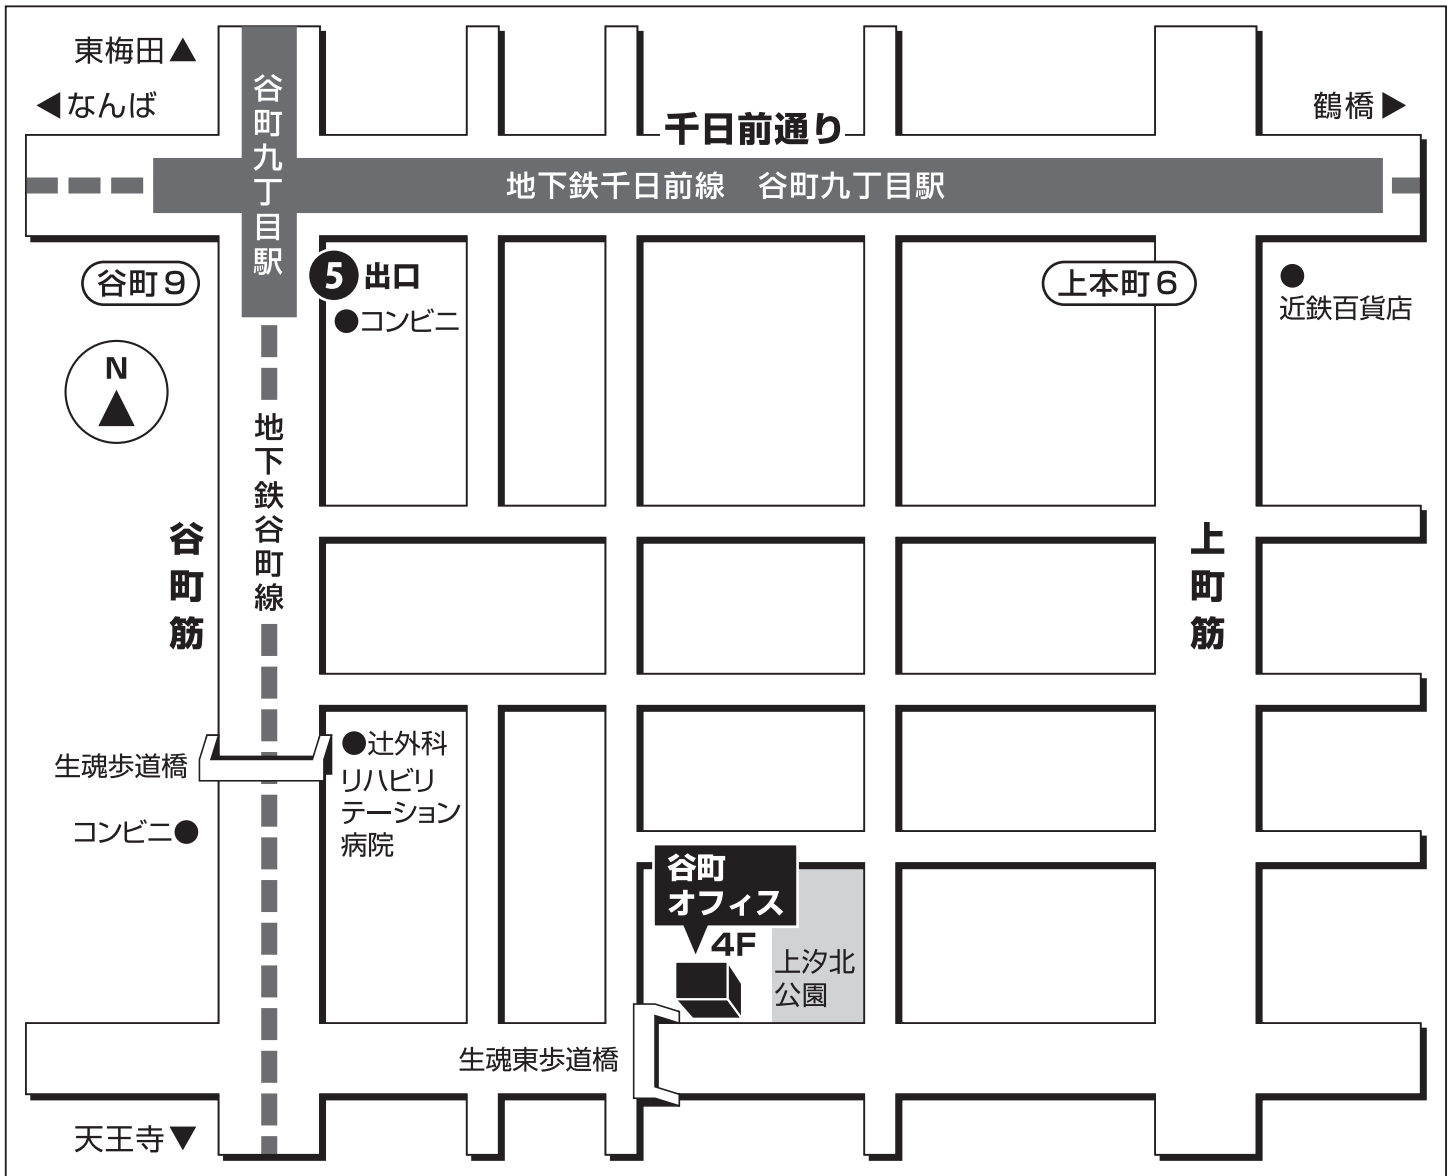 東梅田▲
◀なんば
鶴橋▶
谷町九丁目駅
千日前通り
地下鉄千日前線 谷町九丁目駅
谷町9
5出口
●コンビニ
上本町6
●
近鉄百貨店
N
地下鉄谷町線
谷町筋
上町筋
生魂歩道橋
●辻外科
リハビリ
テーション
病院
コンビニ●
谷町
オフィス
4F
上汐北
公園
生魂東歩道橋
天王寺▼